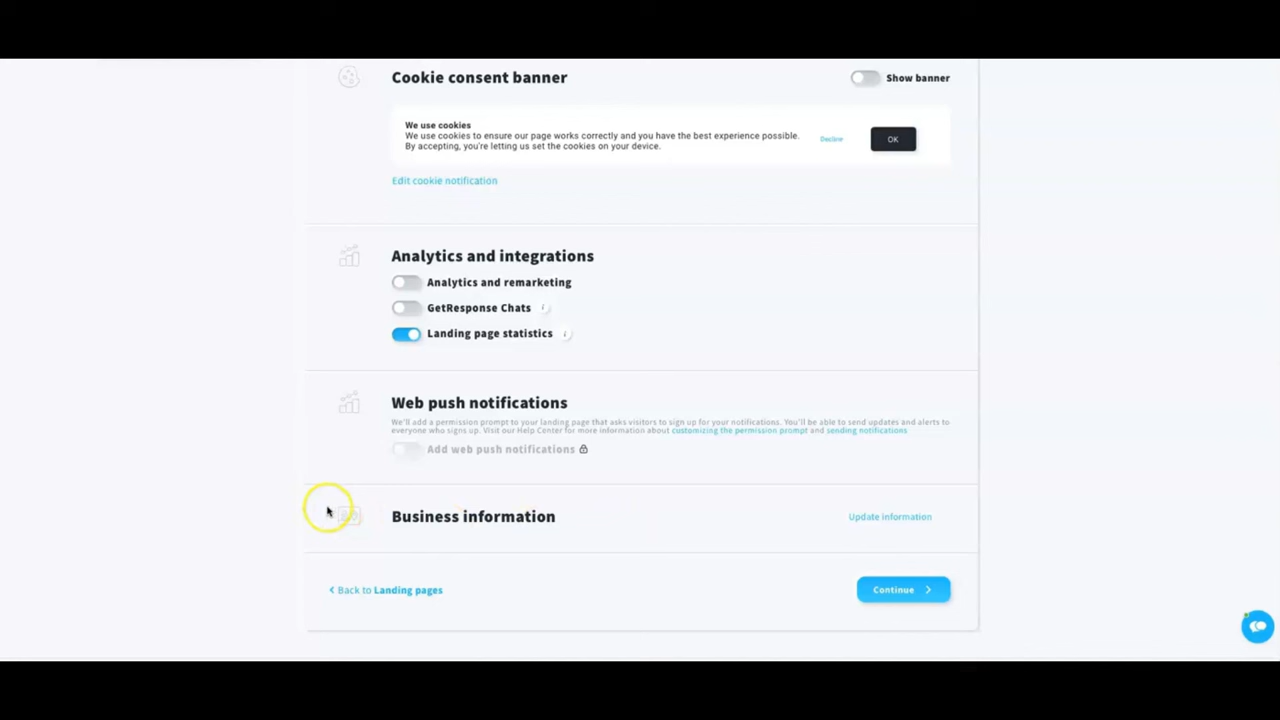 Cookie consent banner
Show banner
We use cookies
We use cookies to ensure our page works correctly and you have the best experience possible.
By accepting, you're letting us set the cookies on your device.
Decline
OK
Edit cookie notification
Analytics and integrations
Analytics and remarketing
GetResponse Chats i
Landing page statistics i
Web push notifications
We'll add a permission prompt to your landing page that asks visitors to sign up for your notifications. You'll be able to send updates and alerts to
everyone who signs up. Visit our Help Center for more information about customizing the permission prompt and sending notifications
Add web push notifications
Business information
Update information
Back to Landing pages
Continue